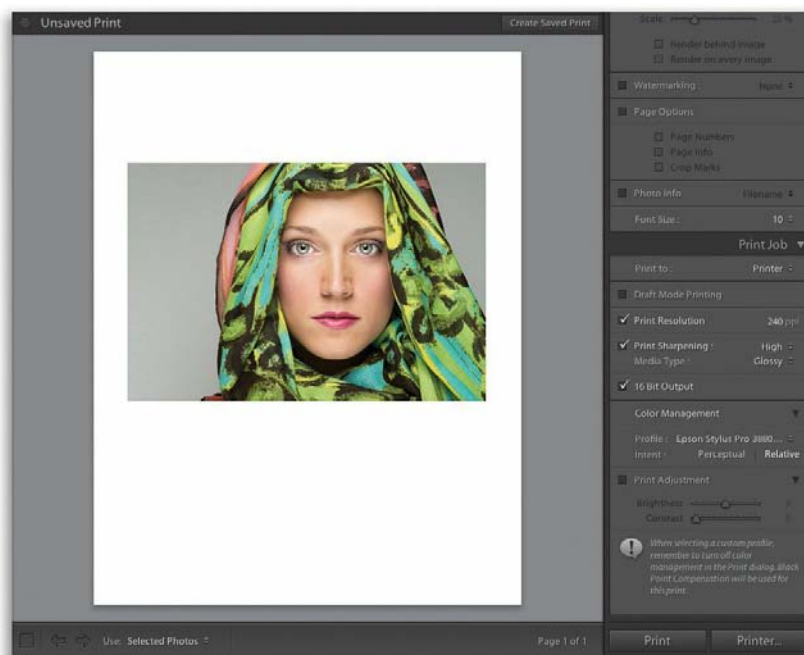 Unsaved Print
Create Saved Print
Scale:
Render behind image
Render on every image
Watermarking: None
Page Options
Page Numbers
Page Info
Crop Marks
Photo Info Filename
Font Size: 10
Print Job
Print to: Printer
Draft Mode Printing
Print Resolution 240 ppi
Print Sharpening: High
Media Type: Glossy
16 Bit Output
Color Management
Profile: Epson Stylus Pro 3880...
Intent: Perceptual Relative
Print Adjustment
Brightness
Contrast
When selecting a custom profile,
remember to turn off color
management in the Print dialog. Black
Point Compensation will be used for
this print.
Use: Selected Photos
Page 1 of 1
Print
Printer...